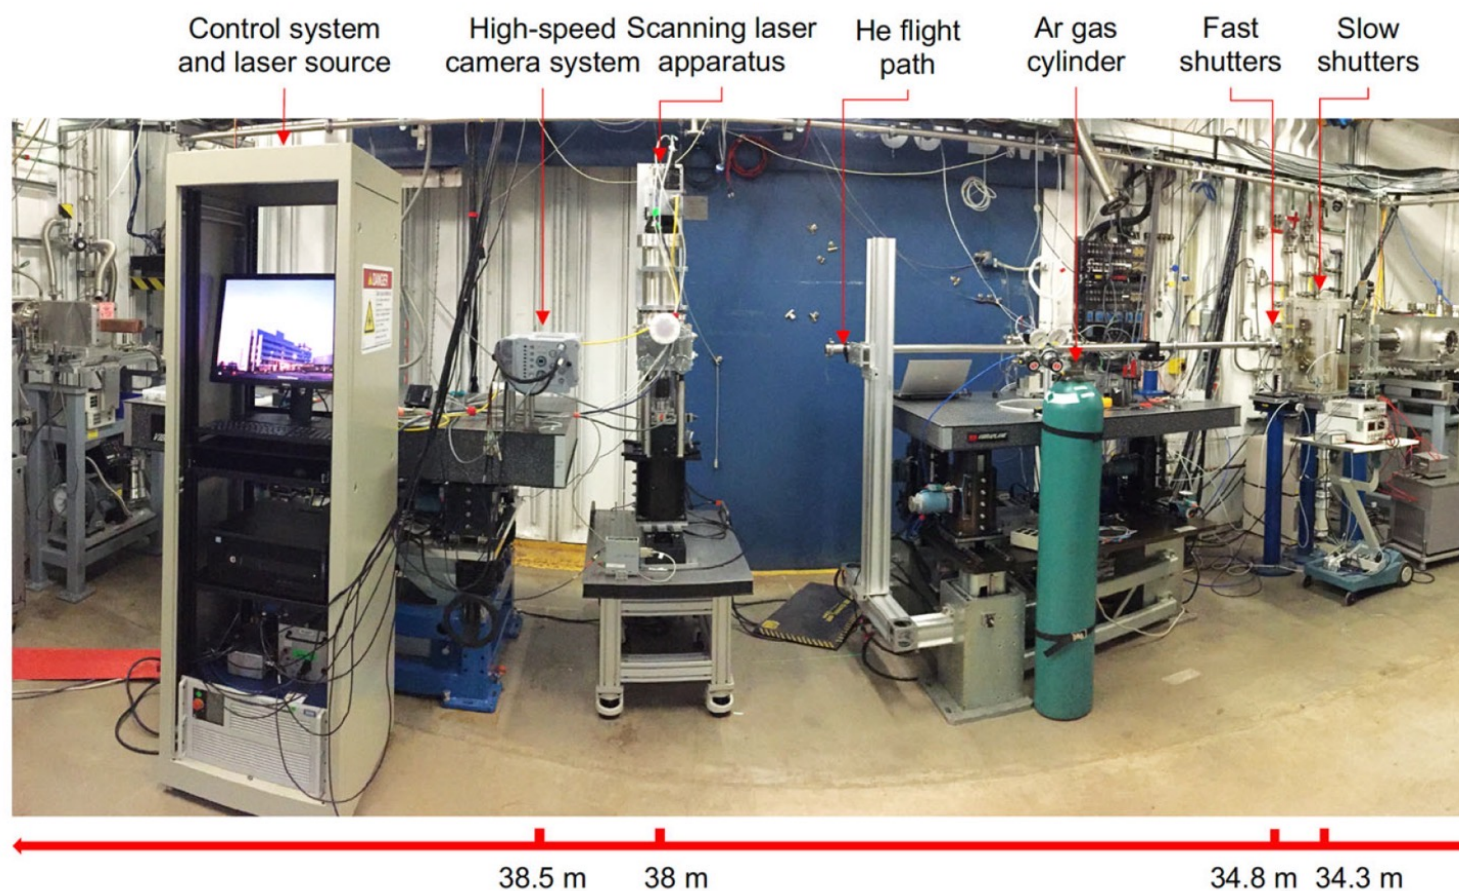 Control system
and laser source
High-speed
camera system
Scanning laser
apparatus
He flight
path
Ar gas
cylinder
Fast
shutters
Slow
shutters
DANGER
38.5 m
38 m
34.8 m
34.3 m